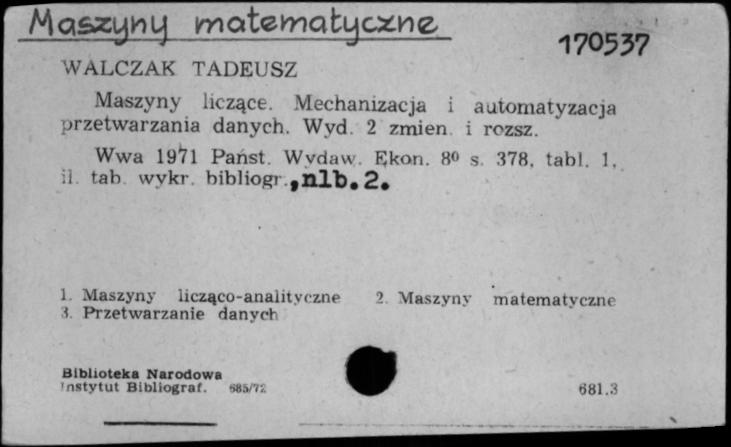 Maszyny matematyczne
170537
WALCZAK TADEUSZ
Maszyny liczące. Mechanizacja i automatyzacja
przetwarzania danych. Wyd. 2 zmien. i rozsz.
Wwa 1971 Państ. Wydaw. Ekon. 8º s. 378, tabl. 1,
il. tab. wykr. bibliogr., nlb. 2.
1. Maszyny licząco-analityczne 2. Maszyny matematyczne
3. Przetwarzanie danych
Biblioteka Narodowa
Instytut Bibliograf. 685/72
681.3